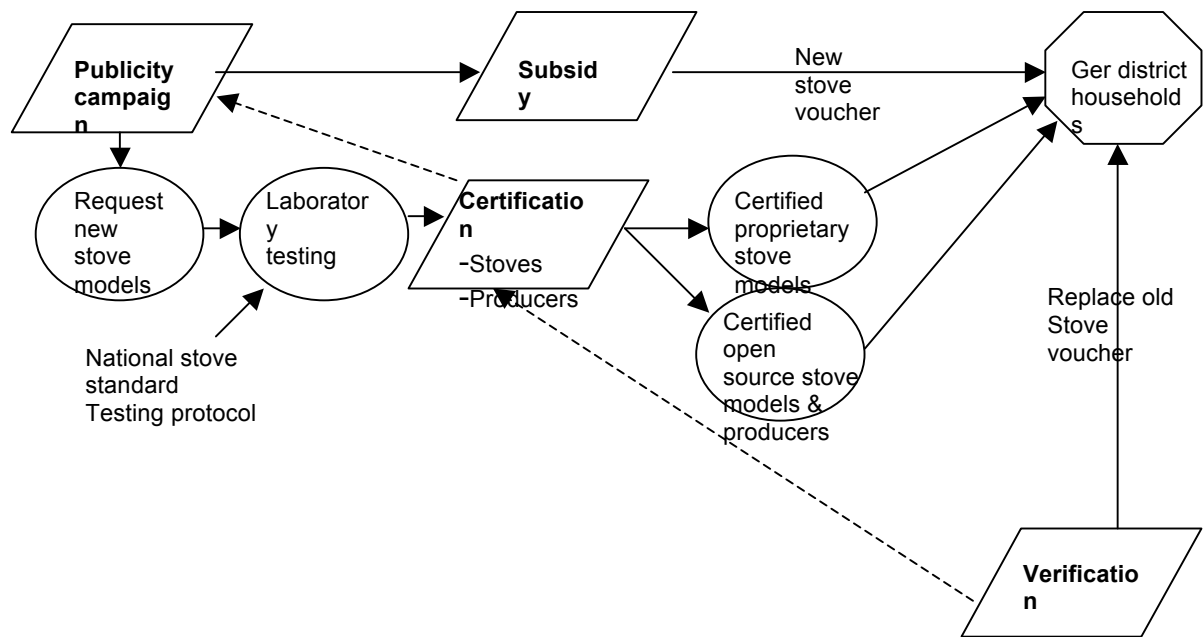 Publicity
campaig
n
Subsid
y
New
stove
voucher
Ger district
household
s
Request
new
stove
models
Laborator
y
testing
Certificatio
n
-Stoves
-Producers
Certified
proprietary
stove
models
Certified
open
source stove
models &
producers
National stove
standard
Testing protocol
Replace old
Stove
voucher
Verificatio
n